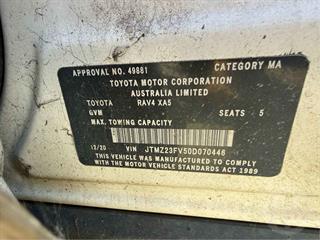 APPROVAL NO. 49881 CATEGORY MA
TOYOTA MOTOR CORPORATION
AUSTRALIA LIMITED
TOYOTA RAV4 XA5
GVM SEATS 5
MAX. TOWING CAPACITY
12/20 VIN JTMZ23FV50D070446
THIS VEHICLE WAS MANUFACTURED TO COMPLY
WITH THE MOTOR VEHICLE STANDARDS ACT 1989